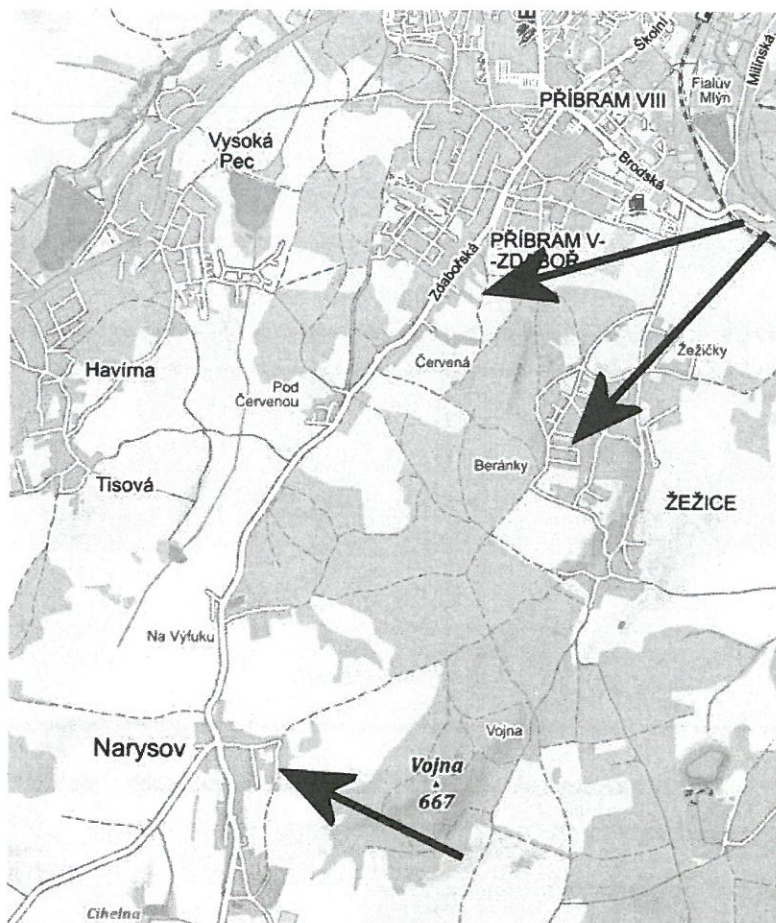 Školní
Milínská
Fialův
Mlýn
PŘÍBRAM VIII
Vysoká
Pec
Brodská
PŘÍBRAM V-
-ZDABOŘ
Zdabořská
Žežičky
Červená
Havírna
Pod
Červenou
Beránky
Tisová
ŽEŽICE
Na Výfuku
Vojna
Narysov
Vojna
667
Cihelna